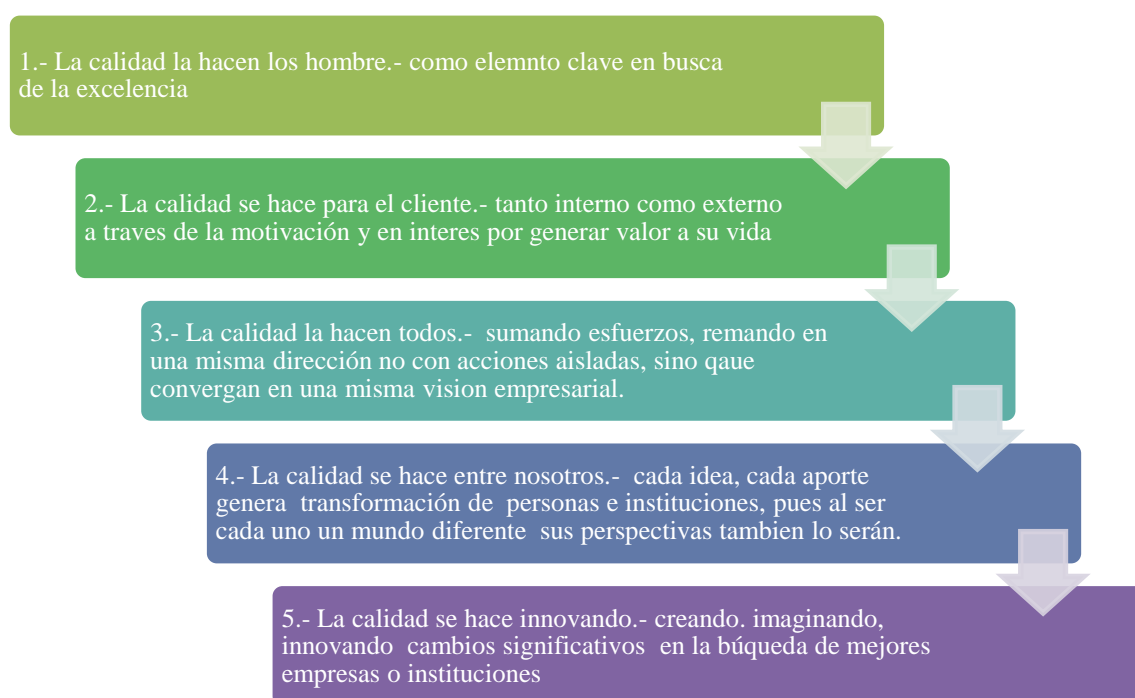 1.- La calidad la hacen los hombre.- como elemnto clave en busca
de la excelencia
2.- La calidad se hace para el cliente.- tanto interno como externo
a traves de la motivación y en interes por generar valor a su vida
3.- La calidad la hacen todos.- sumando esfuerzos, remando en
una misma dirección no con acciones aisladas, sino qaue
convergan en una misma vision empresarial.
4.- La calidad se hace entre nosotros.- cada idea, cada aporte
genera transformación de personas e instituciones, pues al ser
cada uno un mundo diferente sus perspectivas tambien lo serán.
5.- La calidad se hace innovando.- creando. imaginando,
innovando cambios significativos en la búqueda de mejores
empresas o instituciones